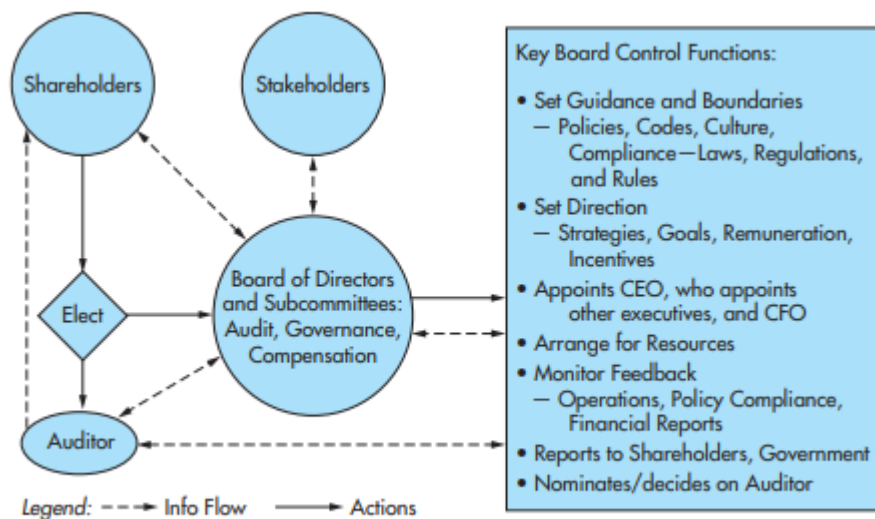 Shareholders
Stakeholders
Elect
Board of Directors
and Subcommittees:
Audit, Governance,
Compensation
Auditor
Key Board Control Functions:
• Set Guidance and Boundaries
— Policies, Codes, Culture,
Compliance—Laws, Regulations,
and Rules
• Set Direction
— Strategies, Goals, Remuneration,
Incentives
• Appoints CEO, who appoints
other executives, and CFO
• Arrange for Resources
• Monitor Feedback
— Operations, Policy Compliance,
Financial Reports
• Reports to Shareholders, Government
• Nominates/decides on Auditor
Legend: Info Flow Actions